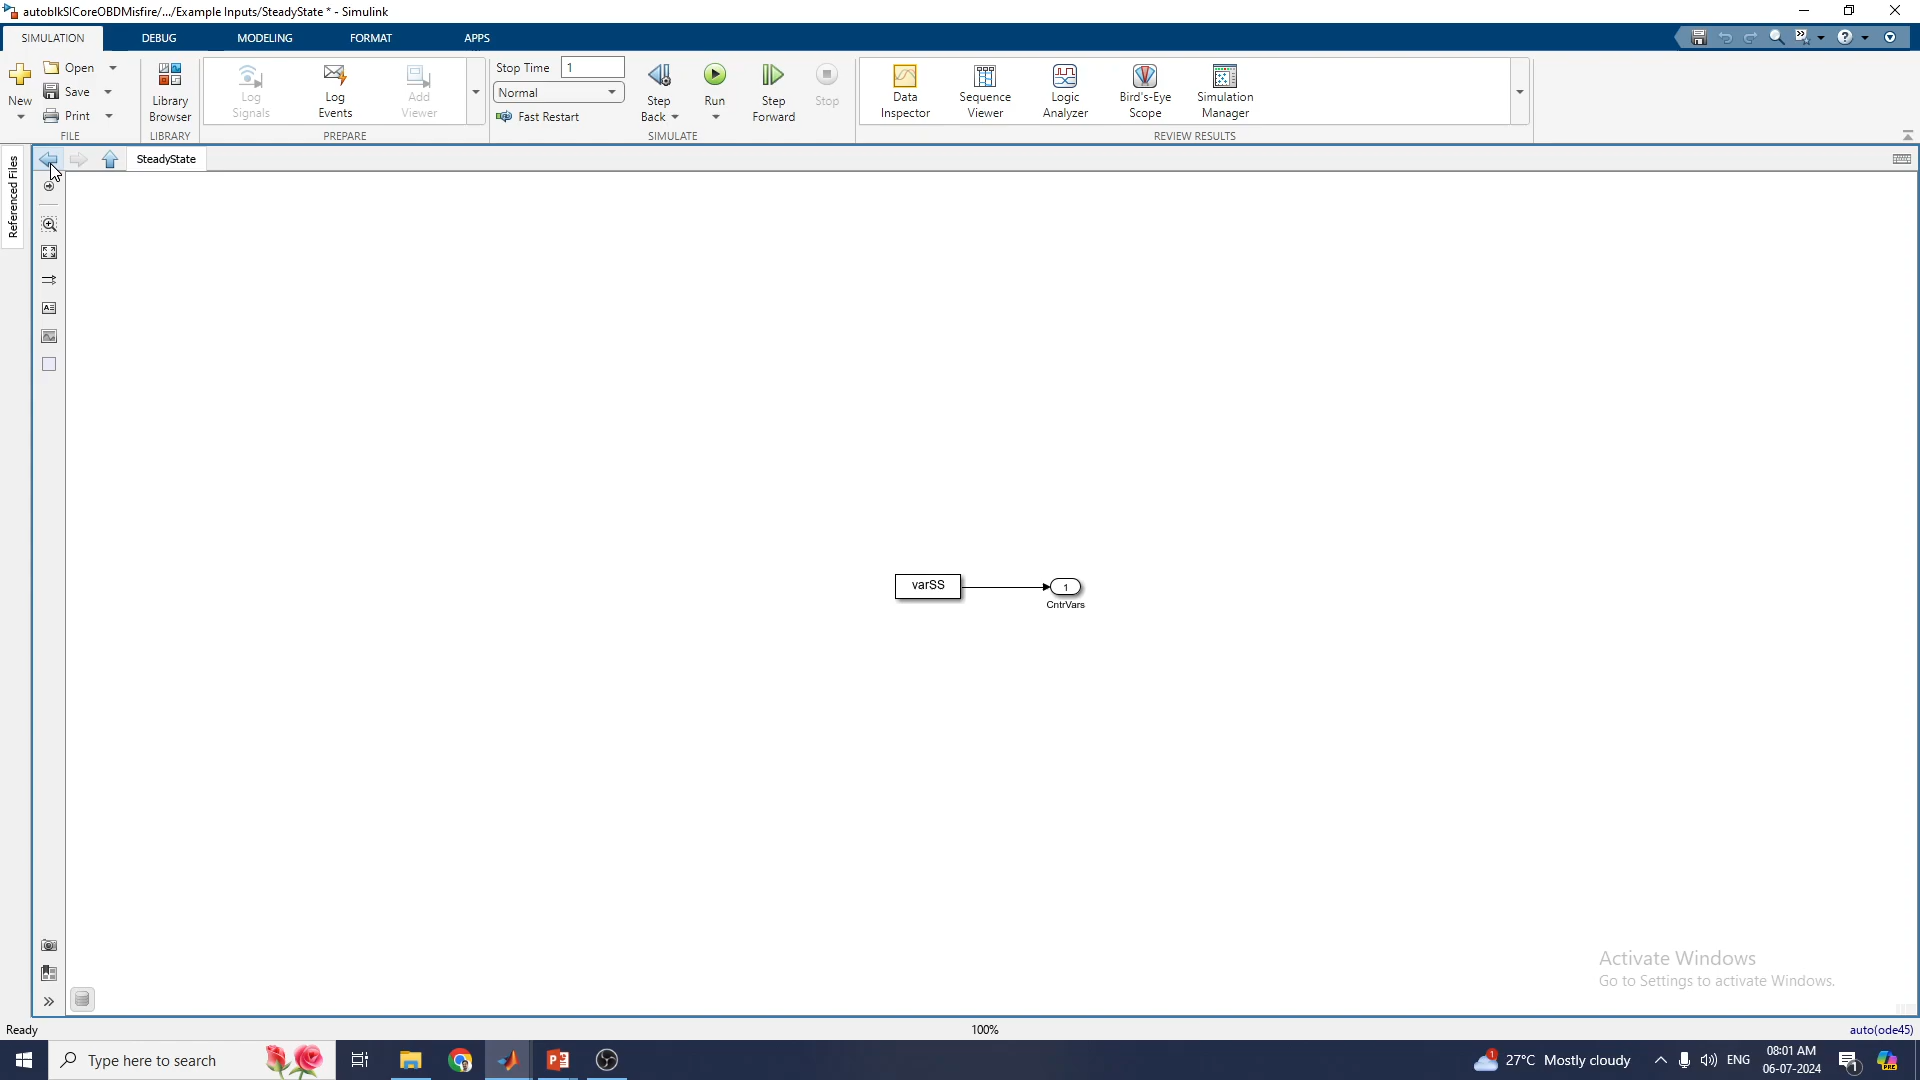 autoblkSICoreOBDMisfire/.../Example Inputs/SteadyState * - Simulink
SIMULATION DEBUG MODELING FORMAT APPS
New
Open
Save
Print
FILE
Library Browser
LIBRARY
Log Signals
Log Events
Add Viewer
PREPARE
Stop Time 1
Normal
Fast Restart
Step Back
Run
Step Forward
Stop
SIMULATE
Data Inspector
Sequence Viewer
Logic Analyzer
Bird's-Eye Scope
Simulation Manager
REVIEW RESULTS
Referenced Files
SteadyState
varSS
1
CntrVars
Activate Windows
Go to Settings to activate Windows.
Ready 100% auto(ode45)
Type here to search
27°C Mostly cloudy
ENG
08:01 AM
06-07-2024